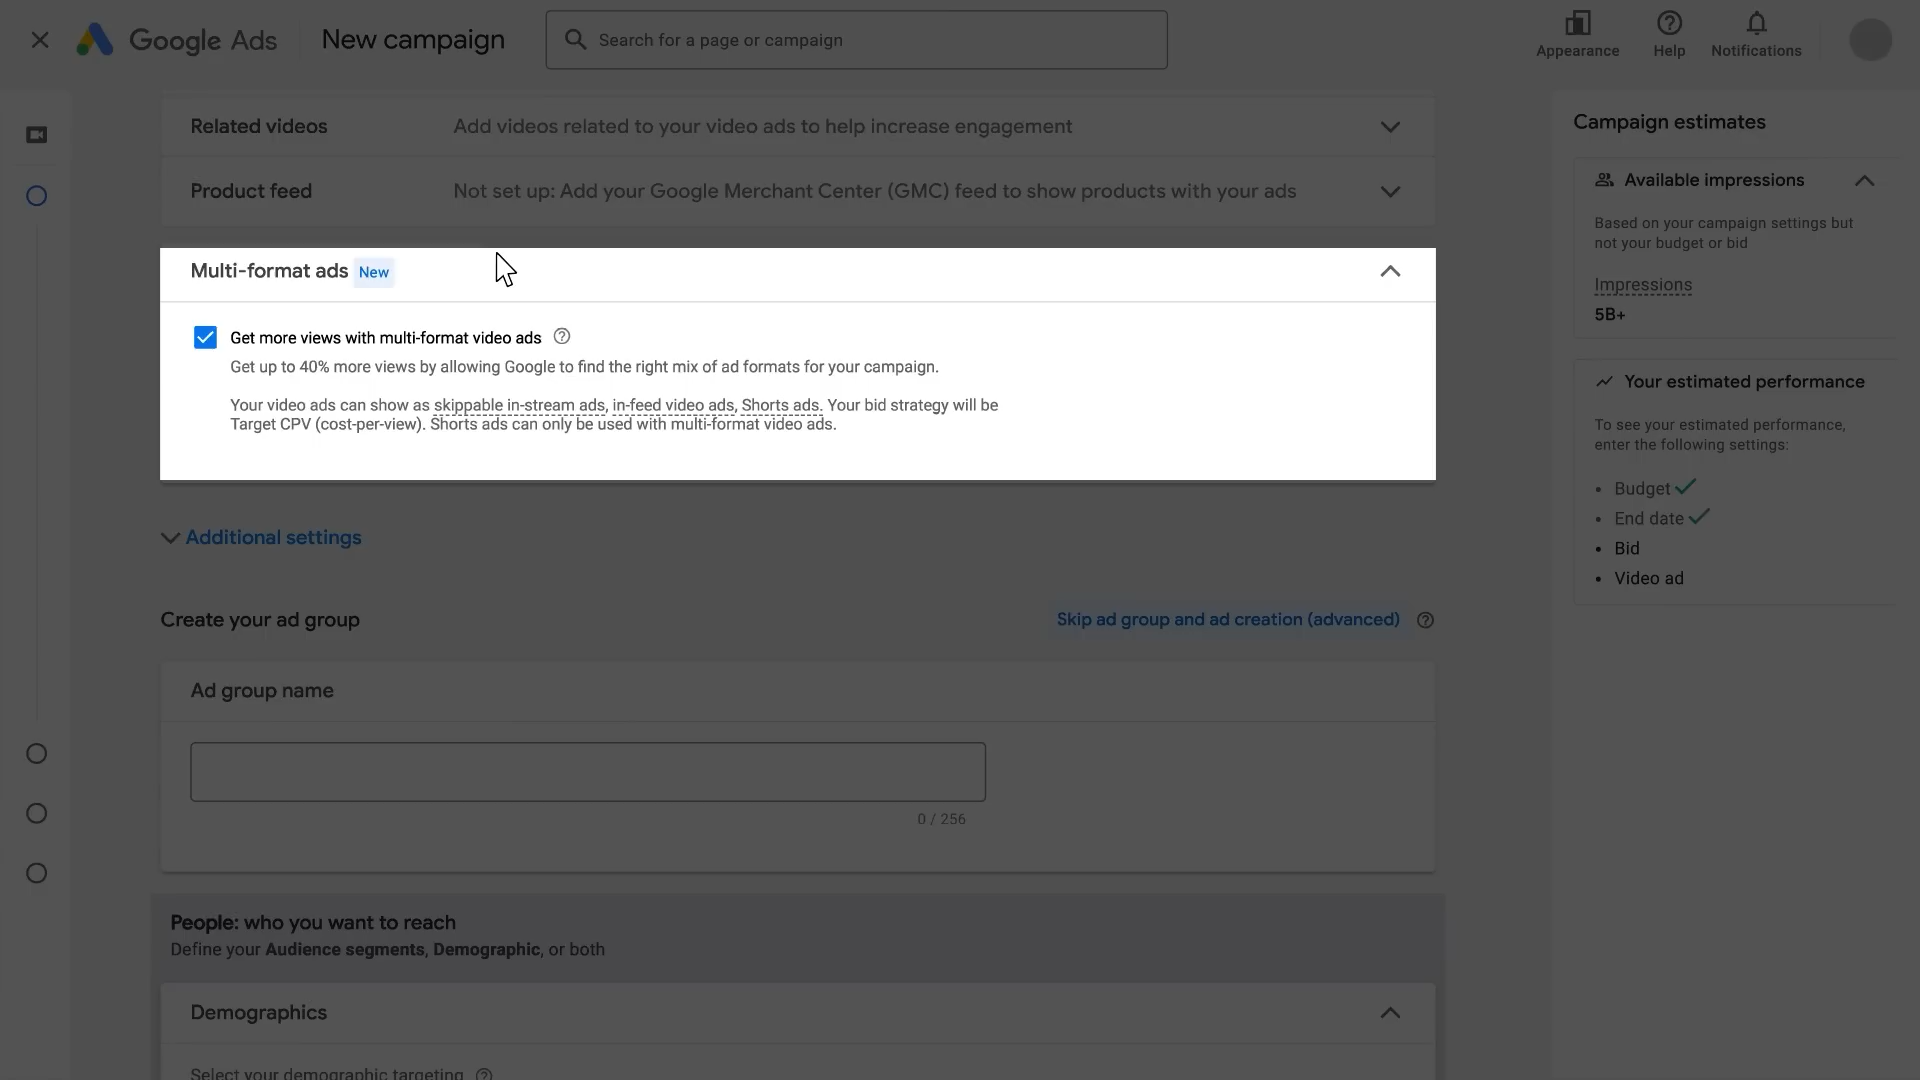 Google Ads
New campaign
Search for a page or campaign
Appearance
Help
Notifications
Related videos
Add videos related to your video ads to help increase engagement
Product feed
Not set up: Add your Google Merchant Center (GMC) feed to show products with your ads
Multi-format ads New
Get more views with multi-format video ads
Get up to 40% more views by allowing Google to find the right mix of ad formats for your campaign.
Your video ads can show as skippable in-stream ads, in-feed video ads, Shorts ads. Your bid strategy will be
Target CPV (cost-per-view). Shorts ads can only be used with multi-format video ads.
Additional settings
Create your ad group
Skip ad group and ad creation (advanced)
Ad group name
0 / 256
People: who you want to reach
Define your Audience segments, Demographic, or both
Demographics
Select your demographic targeting
Campaign estimates
Available impressions
Based on your campaign settings but
not your budget or bid
Impressions
5B+
Your estimated performance
To see your estimated performance,
enter the following settings:
• Budget
• End date
• Bid
• Video ad